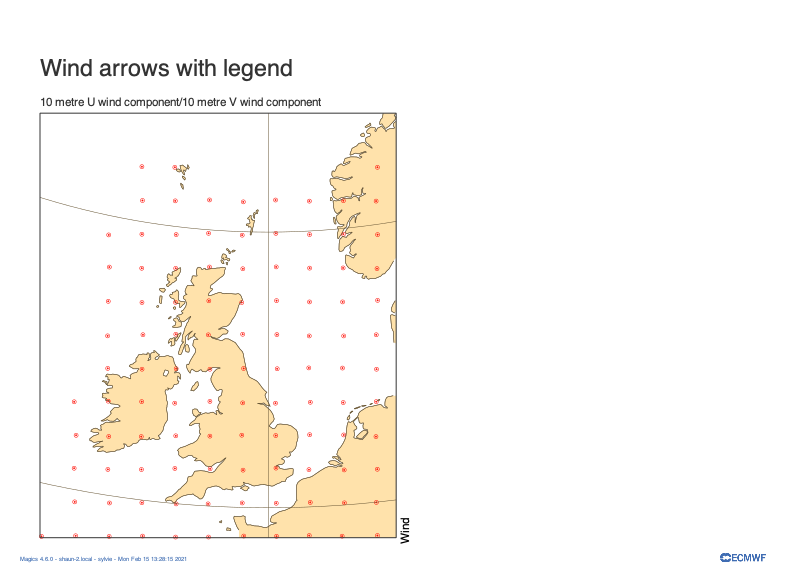 Wind arrows with legend
10 metre U wind component/10 metre V wind component
Wind
Magics 4.6.0 - shaun-2.local - sylvie - Mon Feb 15 13:28:15 2021
ECMWF